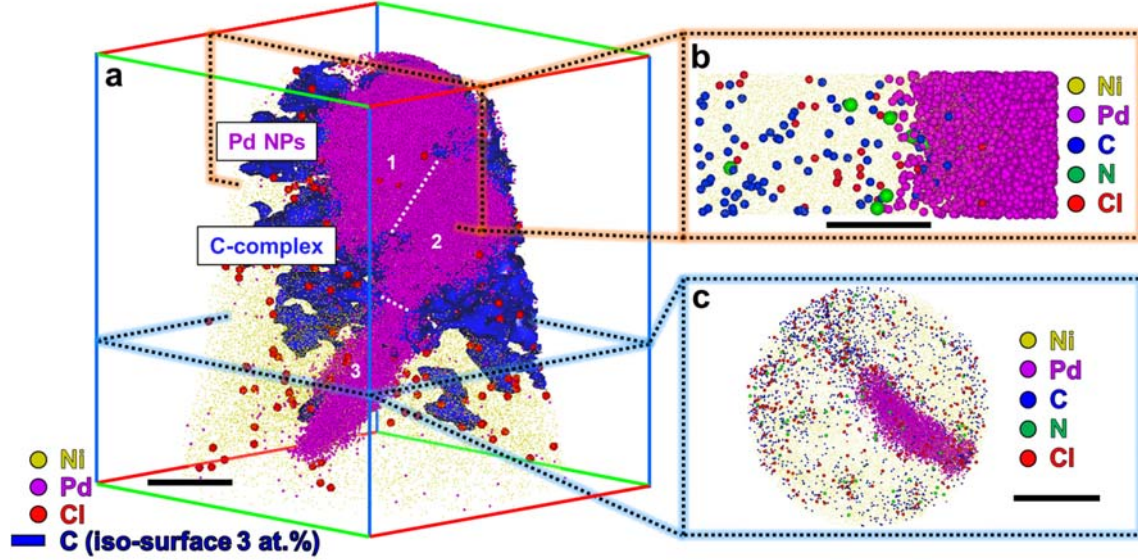 a
Pd NPs
1
C-complex
2
3
Ni
Pd
Cl
C (iso-surface 3 at.%)
b
Ni
Pd
C
N
Cl
c
Ni
Pd
C
N
Cl